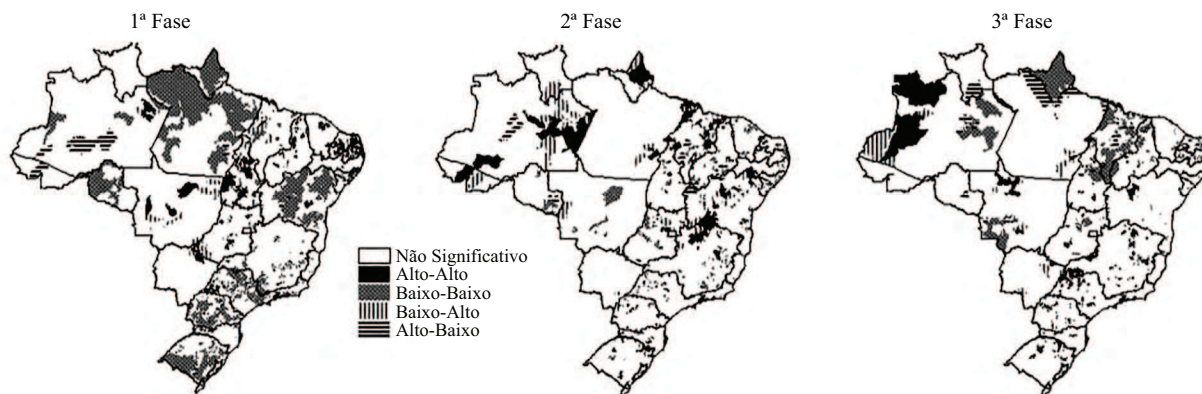 1ª Fase
2ª Fase
3ª Fase
Não Significativo
Alto-Alto
Baixo-Baixo
Baixo-Alto
Alto-Baixo